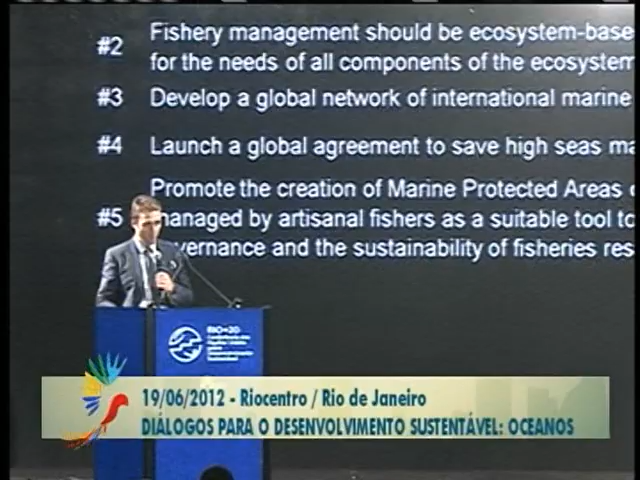 #2 Fishery management should be ecosystem-base
for the needs of all components of the ecosystem
#3 Develop a global network of international marine
#4 Launch a global agreement to save high seas ma
Promote the creation of Marine Protected Areas
#5 managed by artisanal fishers as a suitable tool to
vernance and the sustainability of fisheries res
RIO+20
19/06/2012 - Riocentro / Rio de Janeiro
DIÁLOGOS PARA O DESENVOLVIMENTO SUSTENTÁVEL: OCEANOS